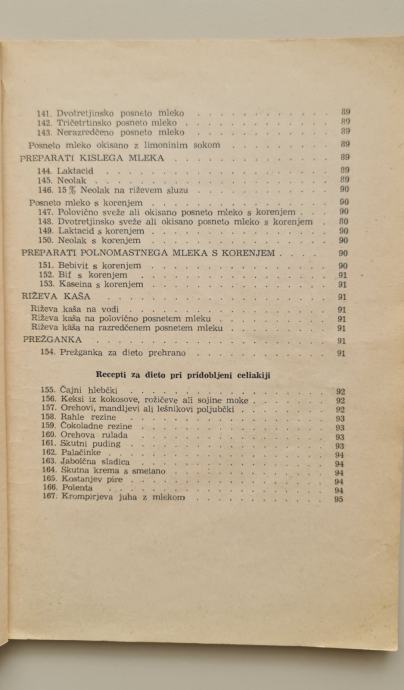 141. Dvotretjinsko posneto mleko . . . . . . . . . . . 89
142. Tričetrtinsko posneto mleko . . . . . . . . . . . 89
143. Nerazredčeno posneto mleko . . . . . . . . . . . 89
Posneto mleko okisano z limoninim sokom . . . . . . . . 89
PREPARATI KISLEGA MLEKA . . . . . . . . . . . 89
144. Laktacid . . . . . . . . . . . 89
145. Neolak . . . . . . . . . . . 89
146. 15 % Neolak na riževem sluzu . . . . . . . . . . . 90
Posneto mleko s korenjem . . . . . . . . . . . 90
147. Polovično sveže ali okisano posneto mleko s korenjem . . 90
148. Dvotretjinsko sveže ali okisano posneto mleko s korenjem . 80
149. Laktacid s korenjem . . . . . . . . . . . 90
150. Neolak s korenjem . . . . . . . . . . . 90
PREPARATI POLNOMASTNEGA MLEKA S KORENJEM . . . . 90
151. Bebivit s korenjem . . . . . . . . . . . 90
152. Bif s korenjem . . . . . . . . . . . 91
153. Kaseina s korenjem . . . . . . . . . . . 91
RIŽEVA KAŠA . . . . . . . . . . . 91
Riževa kaša na vodi . . . . . . . . . . . 91
Riževa kaša na polovično posnetem mleku . . . . . . . . 91
Riževa kaša na razredčenem posnetem mleku . . . . . . . 91
PREŽGANKA . . . . . . . . . . . 91
154. Prežganka za dieto prehrano . . . . . . . . . . . 91
Recepti za dieto pri pridobljeni celiakiji
155. Čajni hlebčki . . . . . . . . . . . 92
156. Keksi iz kokosove, rožičeve ali sojine moke . . . . . . 92
157. Orehovi, mandljevi ali lešnikovi poljubčki . . . . . . . 92
158. Rahle rezine . . . . . . . . . . . 93
159. Čokoladne rezine . . . . . . . . . . . 93
160. Orehova rulada . . . . . . . . . . . 93
161. Skutni puding . . . . . . . . . . . 93
162. Palačinke . . . . . . . . . . . 94
163. Jabolčna sladica . . . . . . . . . . . 94
164. Skutna krema s smetano . . . . . . . . . . . 94
165. Kostanjev pire . . . . . . . . . . . 94
166. Polenta . . . . . . . . . . . 94
167. Krompirjeva juha z mlekom . . . . . . . . . . . 95